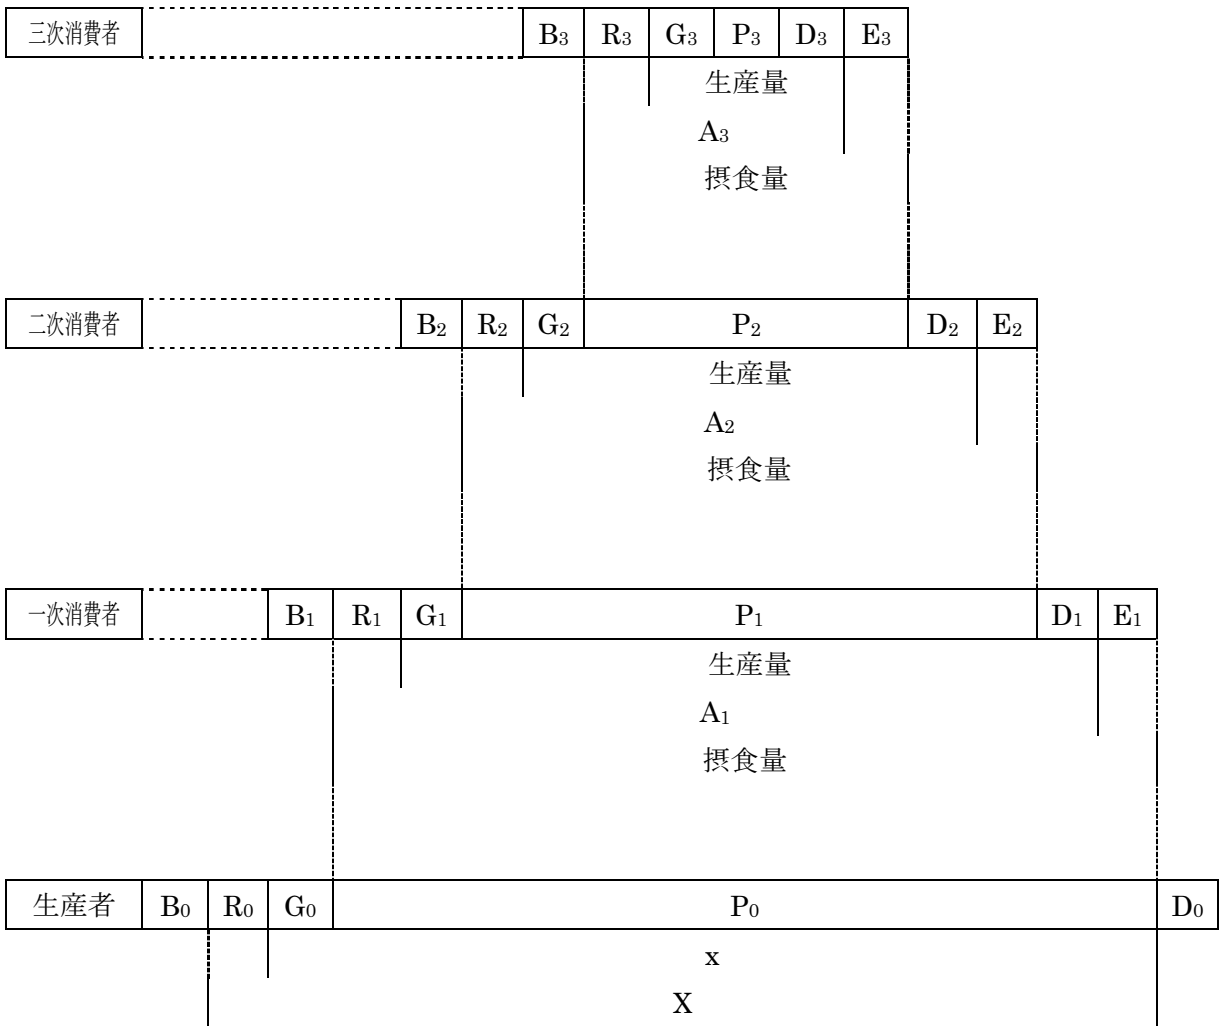 三次消費者 B3 R3 G3 P3 D3 E3
生産量
A3
摂食量
二次消費者 B2 R2 G2 P2 D2 E2
生産量
A2
摂食量
一次消費者 B1 R1 G1 P1 D1 E1
生産量
A1
摂食量
生産者 B0 R0 G0 P0 D0
x
X